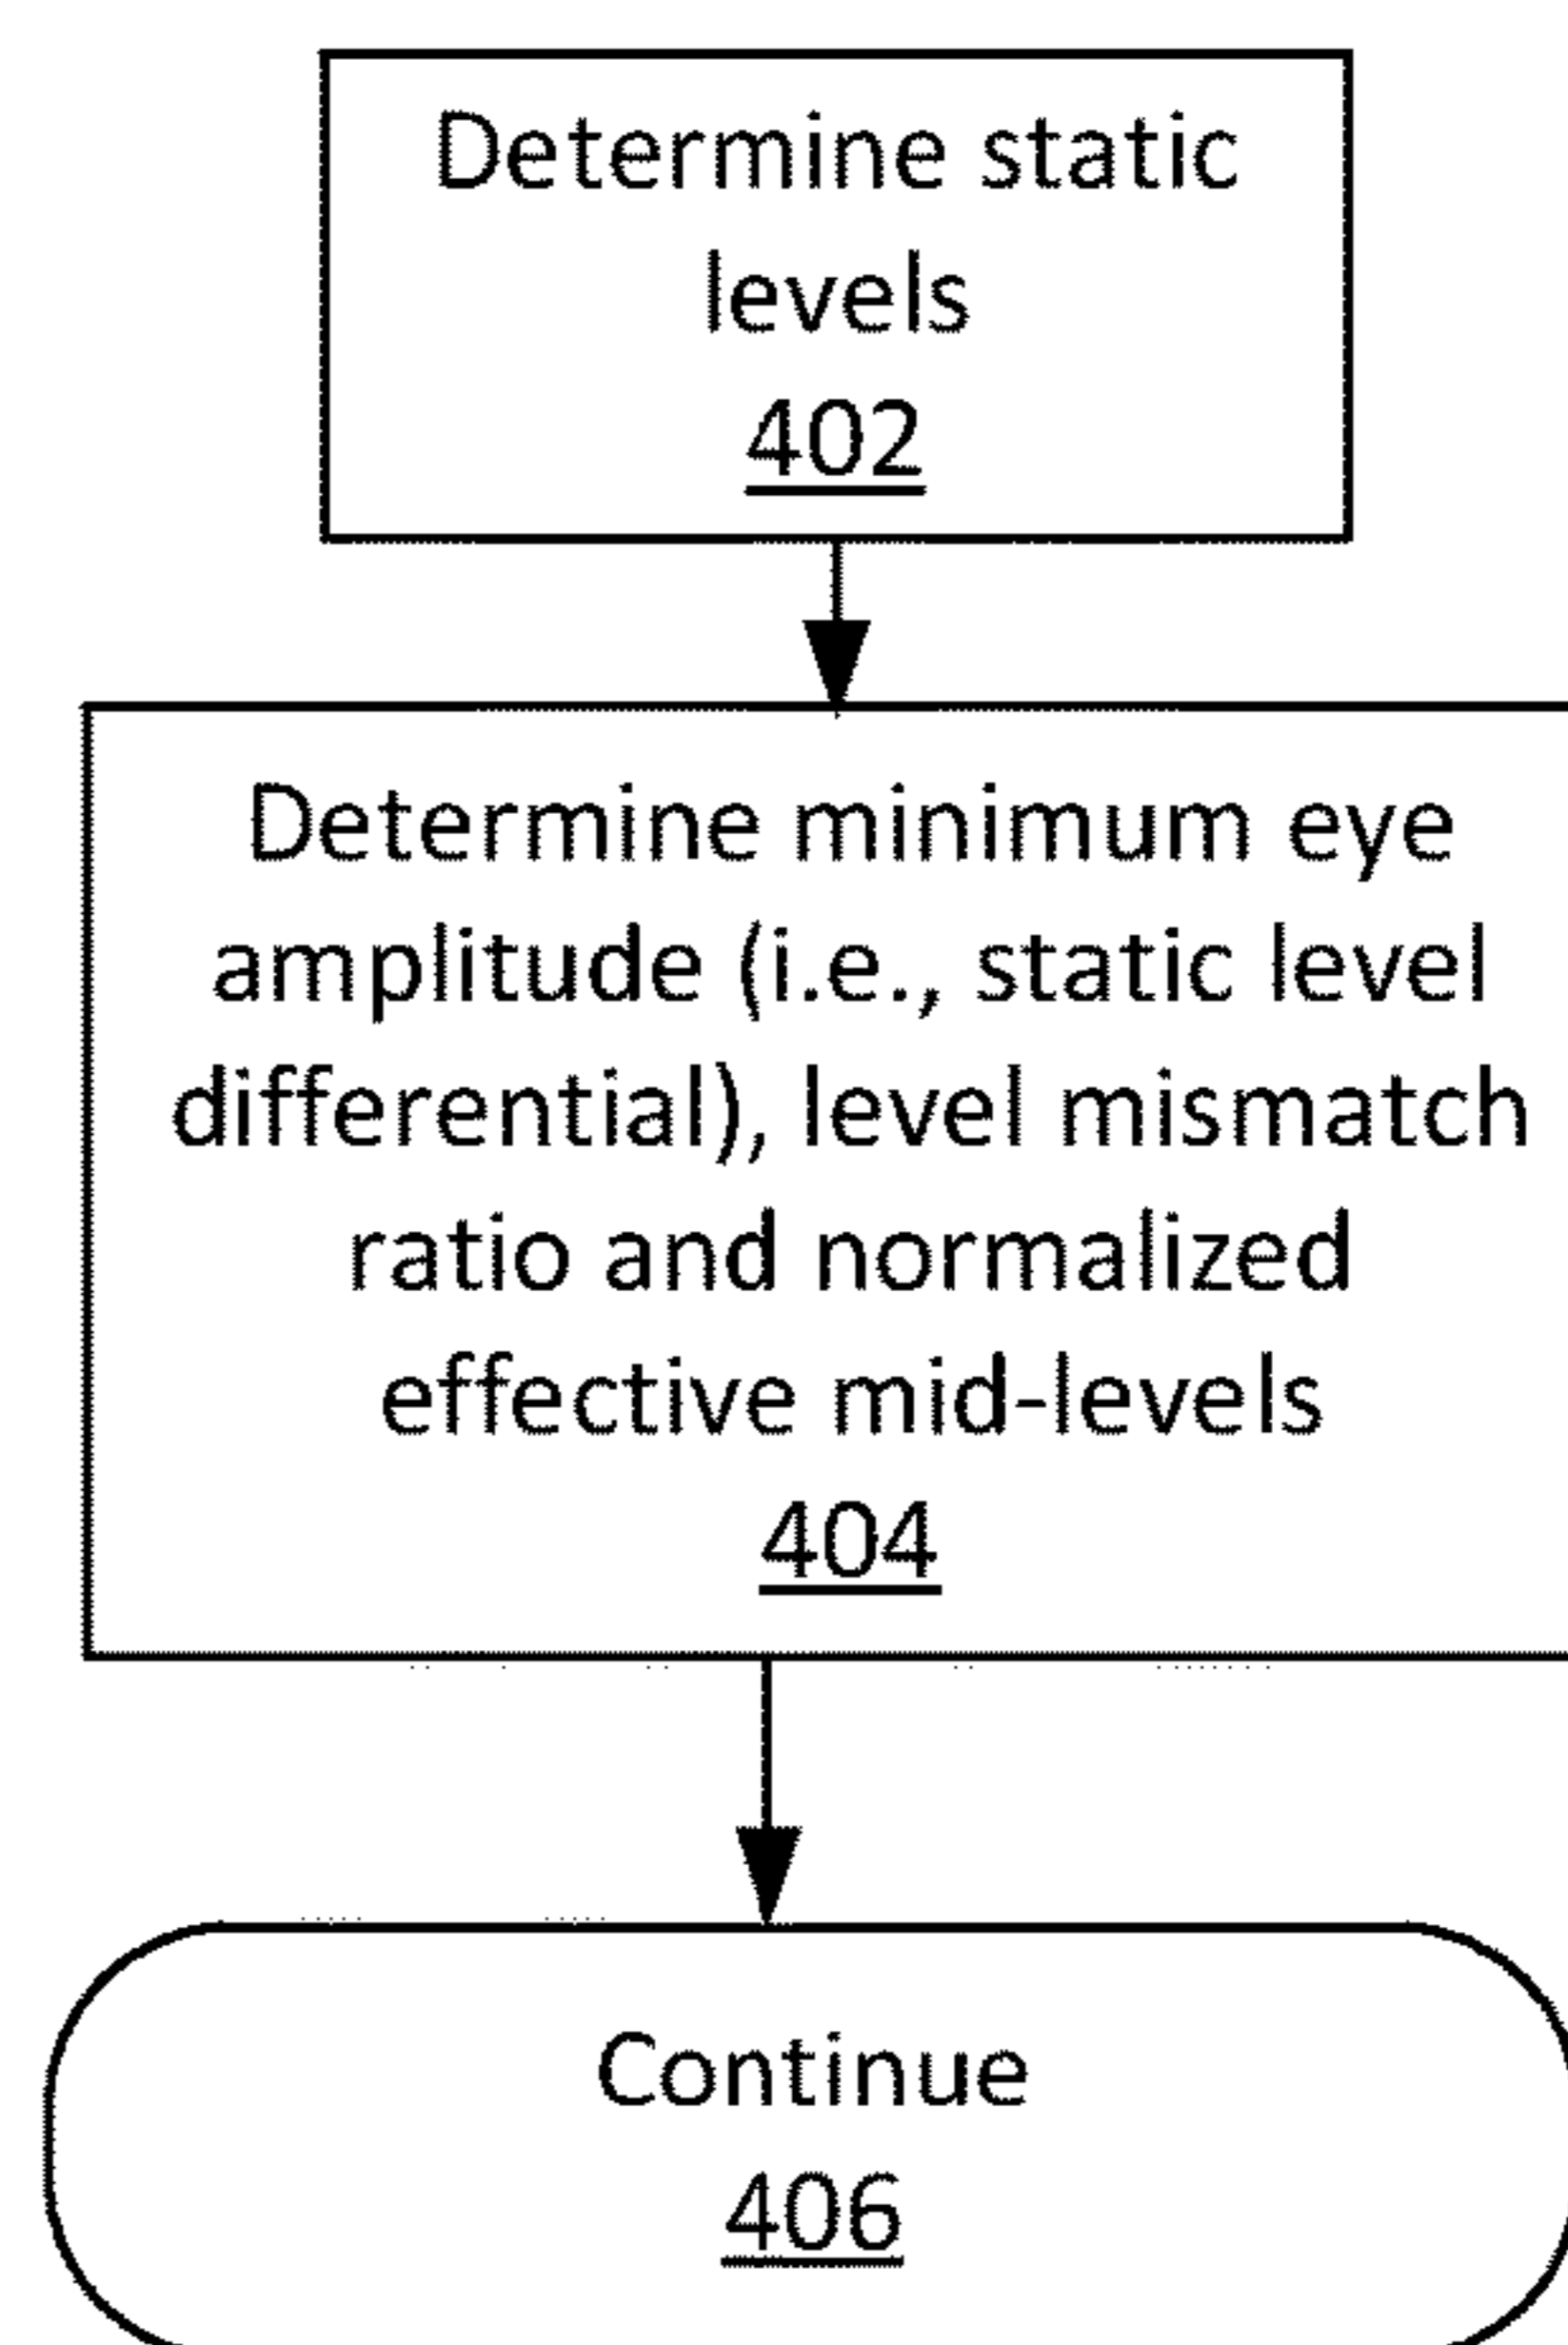 Determine static
levels
402
Determine minimum eye
amplitude (i.e., static level
differential), level mismatch
ratio and normalized
effective mid-levels
404
Continue
406